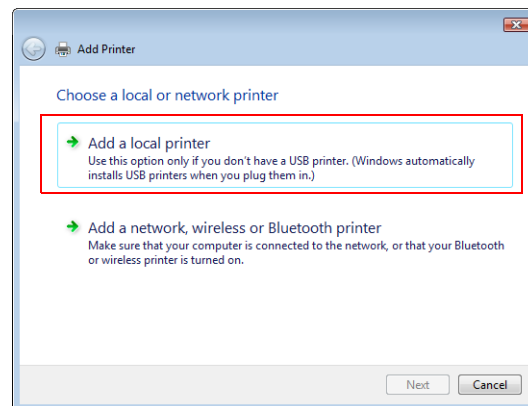 Add Printer
Choose a local or network printer
Add a local printer
Use this option only if you don't have a USB printer. (Windows automatically
installs USB printers when you plug them in.)
Add a network, wireless or Bluetooth printer
Make sure that your computer is connected to the network, or that your Bluetooth
or wireless printer is turned on.
Next
Cancel